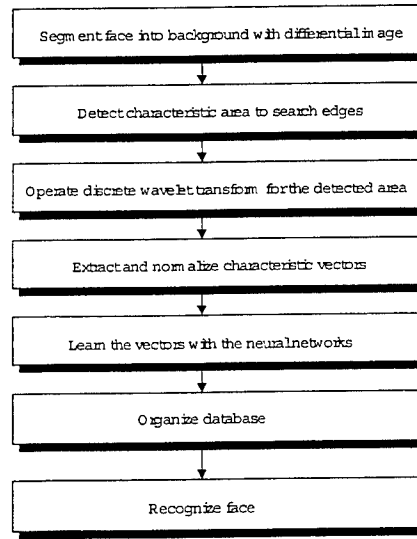 Segment face into background with differential image
Detect characteristic area to search edges
Operate discrete wavelet transform for the detected area
Extract and normalize characteristic vectors
Learn the vectors with the neural networks
Organize database
Recognize face